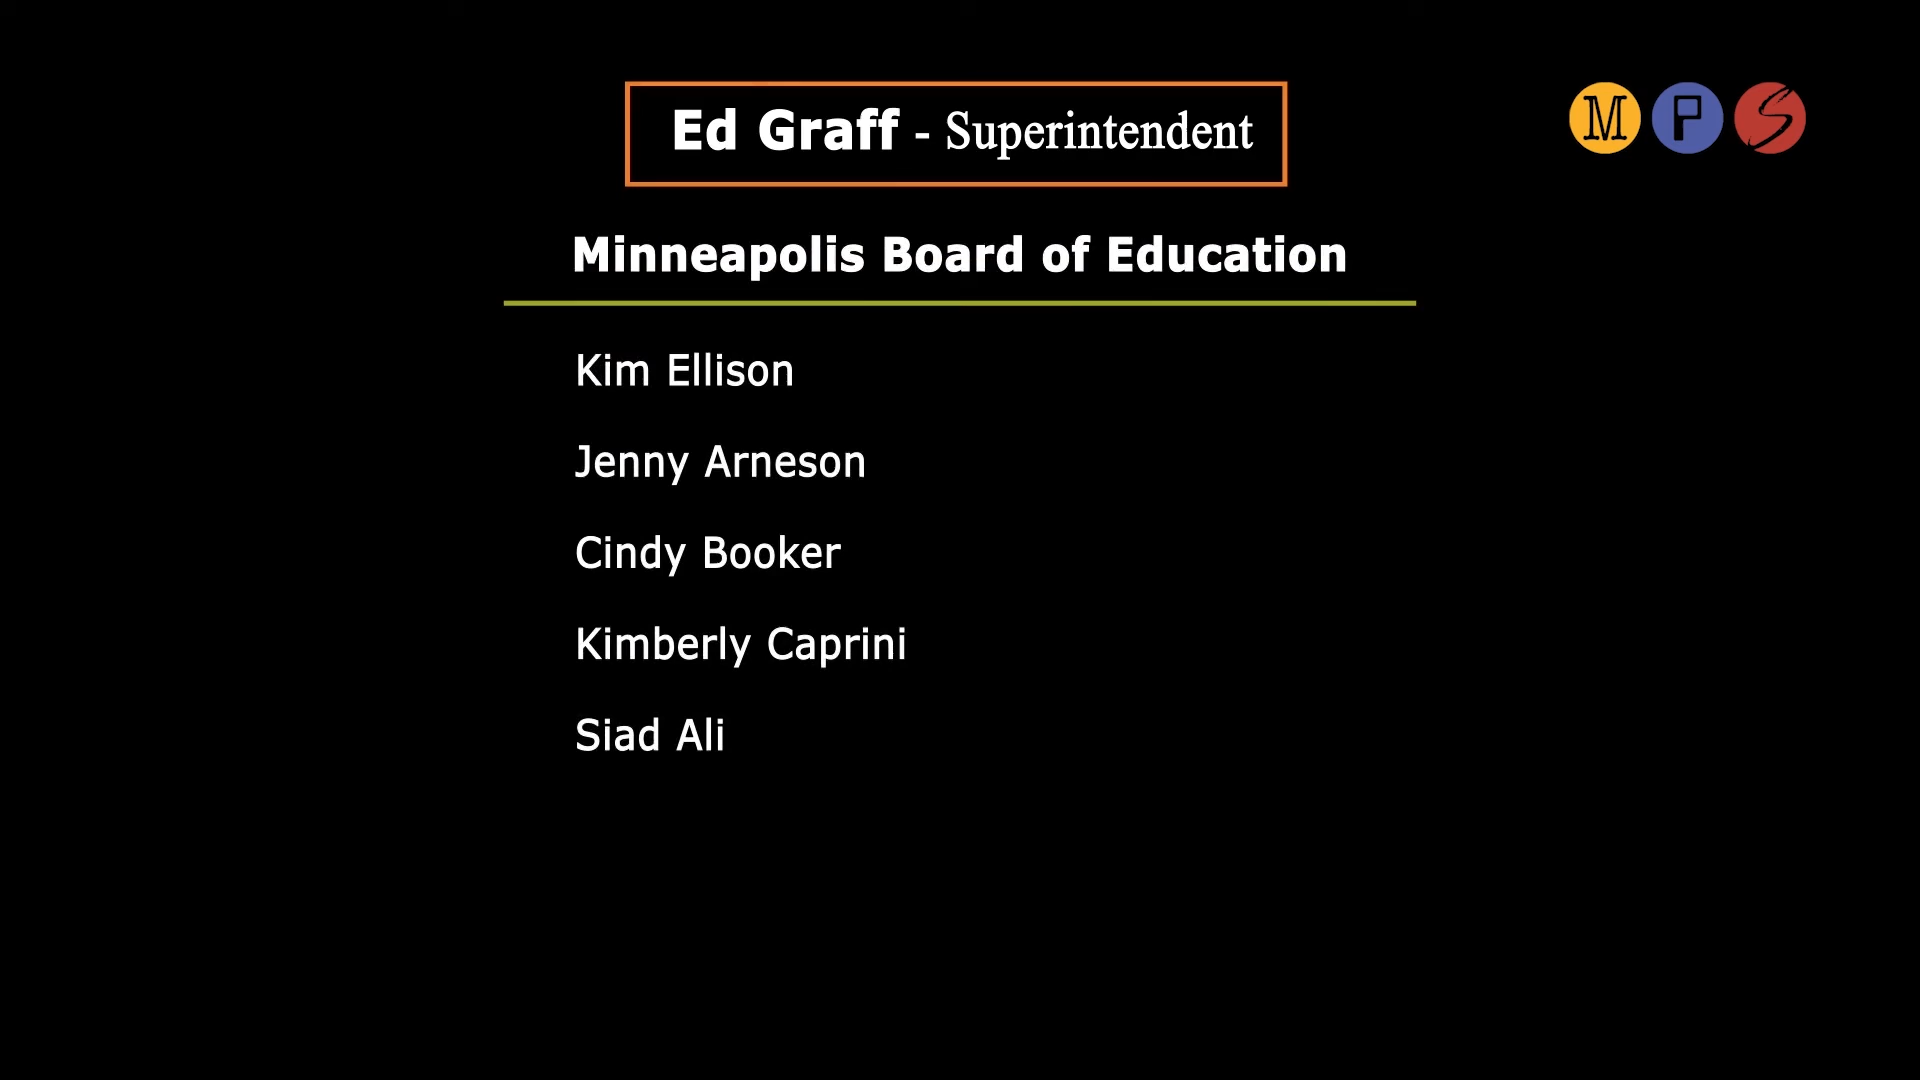 Ed Graff - Superintendent
M P S
Minneapolis Board of Education
Kim Ellison
Jenny Arneson
Cindy Booker
Kimberly Caprini
Siad Ali